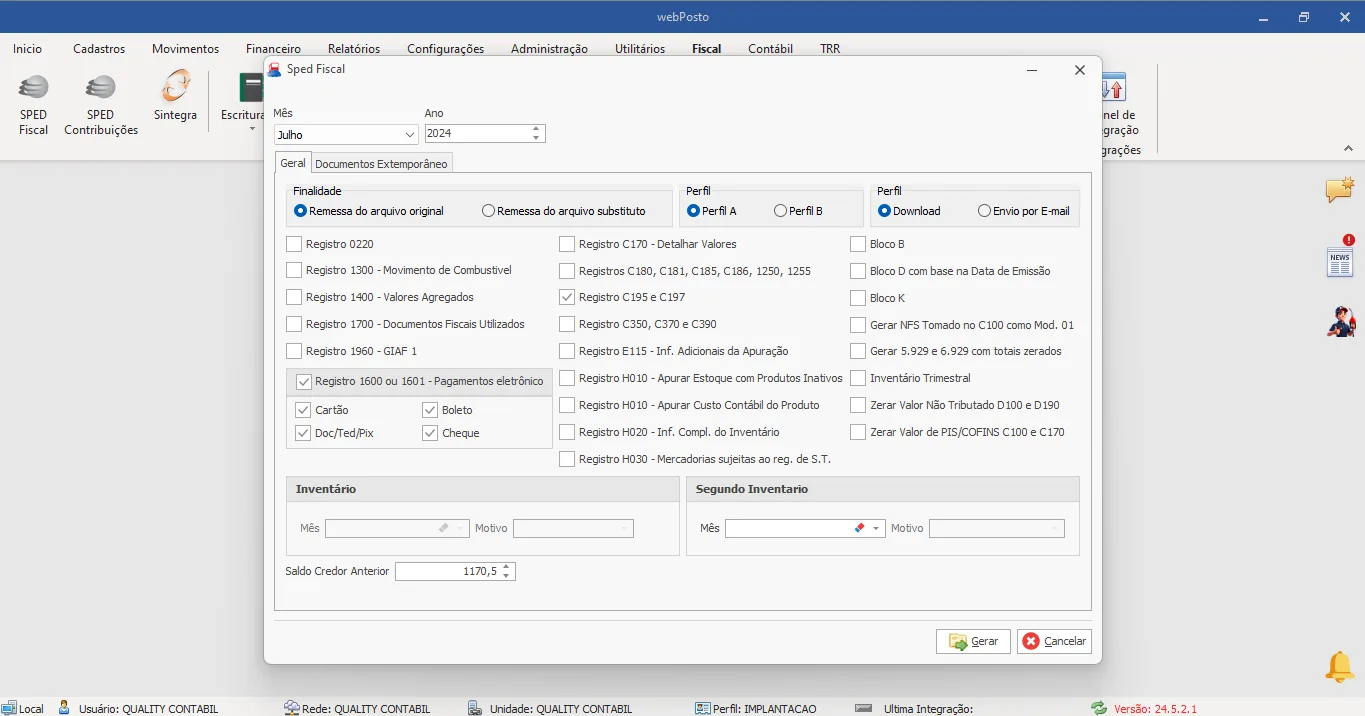 webPosto
Inicio Cadastros Movimentos Financeiro Relatórios Configurações Administração Utilitários Fiscal Contábil TRR
SPED Fiscal
SPED Contribuições
Sintegra
Escritura
nel de
gração
grações
Sped Fiscal
Mês Ano
Julho 2024
Geral Documentos Extemporâneo
Finalidade Perfil Perfil
Remessa do arquivo original Remessa do arquivo substituto Perfil A Perfil B Download Envio por E-mail
Registro 0220 Registro C170 - Detalhar Valores Bloco B
Registro 1300 - Movimento de Combustivel Registros C180, C181, C185, C186, 1250, 1255 Bloco D com base na Data de Emissão
Registro 1400 - Valores Agregados Registro C195 e C197 Bloco K
Registro 1700 - Documentos Fiscais Utilizados Registro C350, C370 e C390 Gerar NFS Tomado no C100 como Mod. 01
Registro 1960 - GIAF 1 Registro E115 - Inf. Adicionais da Apuração Gerar 5.929 e 6.929 com totais zerados
Registro 1600 ou 1601 - Pagamentos eletrônico Registro H010 - Apurar Estoque com Produtos Inativos Inventário Trimestral
Cartão Boleto Registro H010 - Apurar Custo Contábil do Produto Zerar Valor Não Tributado D100 e D190
Doc/Ted/Pix Cheque Registro H020 - Inf. Compl. do Inventário Zerar Valor de PIS/COFINS C100 e C170
Registro H030 - Mercadorias sujeitas ao reg. de S.T.
Inventário Segundo Inventario
Mês Motivo Mês Motivo
Saldo Credor Anterior 1170,5
Gerar Cancelar
NEWS
Local Usuário: QUALITY CONTABIL Rede: QUALITY CONTABIL Unidade: QUALITY CONTABIL Perfil: IMPLANTACAO Ultima Integração: Versão: 24.5.2.1